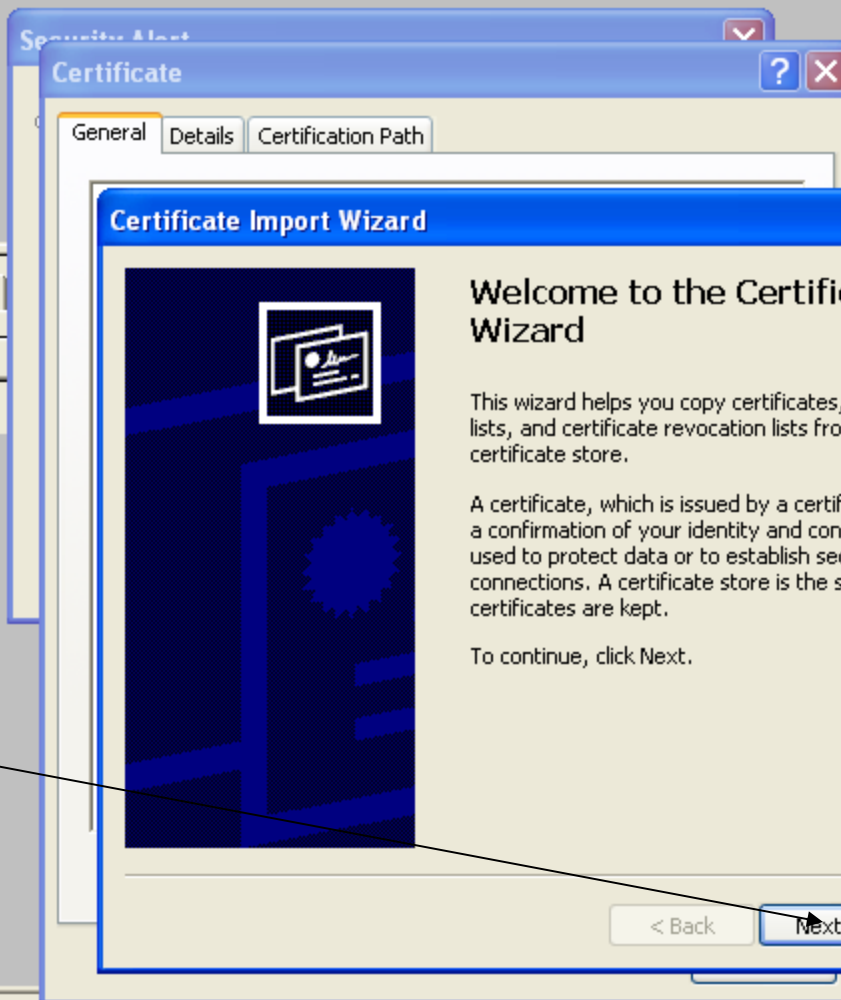 Security Alert
Certificate
General Details Certification Path
Certificate Import Wizard
Welcome to the Certifi
Wizard
This wizard helps you copy certificates,
lists, and certificate revocation lists fro
certificate store.
A certificate, which is issued by a certif
a confirmation of your identity and con
used to protect data or to establish sec
connections. A certificate store is the s
certificates are kept.
To continue, click Next.
< Back Next